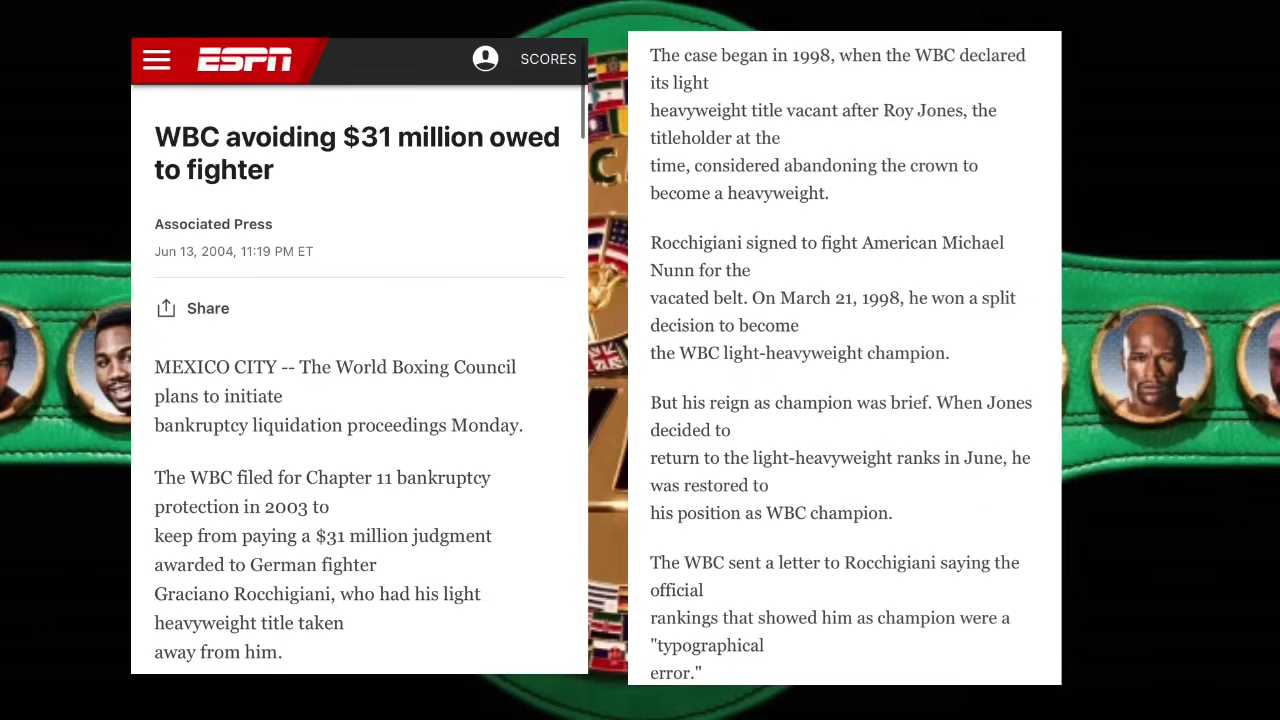 ESPN
SCORES
WBC avoiding $31 million owed
to fighter
Associated Press
Jun 13, 2004, 11:19 PM ET
Share
MEXICO CITY -- The World Boxing Council
plans to initiate
bankruptcy liquidation proceedings Monday.
The WBC filed for Chapter 11 bankruptcy
protection in 2003 to
keep from paying a $31 million judgment
awarded to German fighter
Graciano Rocchigiani, who had his light
heavyweight title taken
away from him.
The case began in 1998, when the WBC declared
its light
heavyweight title vacant after Roy Jones, the
titleholder at the
time, considered abandoning the crown to
become a heavyweight.
Rocchigiani signed to fight American Michael
Nunn for the
vacated belt. On March 21, 1998, he won a split
decision to become
the WBC light-heavyweight champion.
But his reign as champion was brief. When Jones
decided to
return to the light-heavyweight ranks in June, he
was restored to
his position as WBC champion.
The WBC sent a letter to Rocchigiani saying the
official
rankings that showed him as champion were a
"typographical
error."